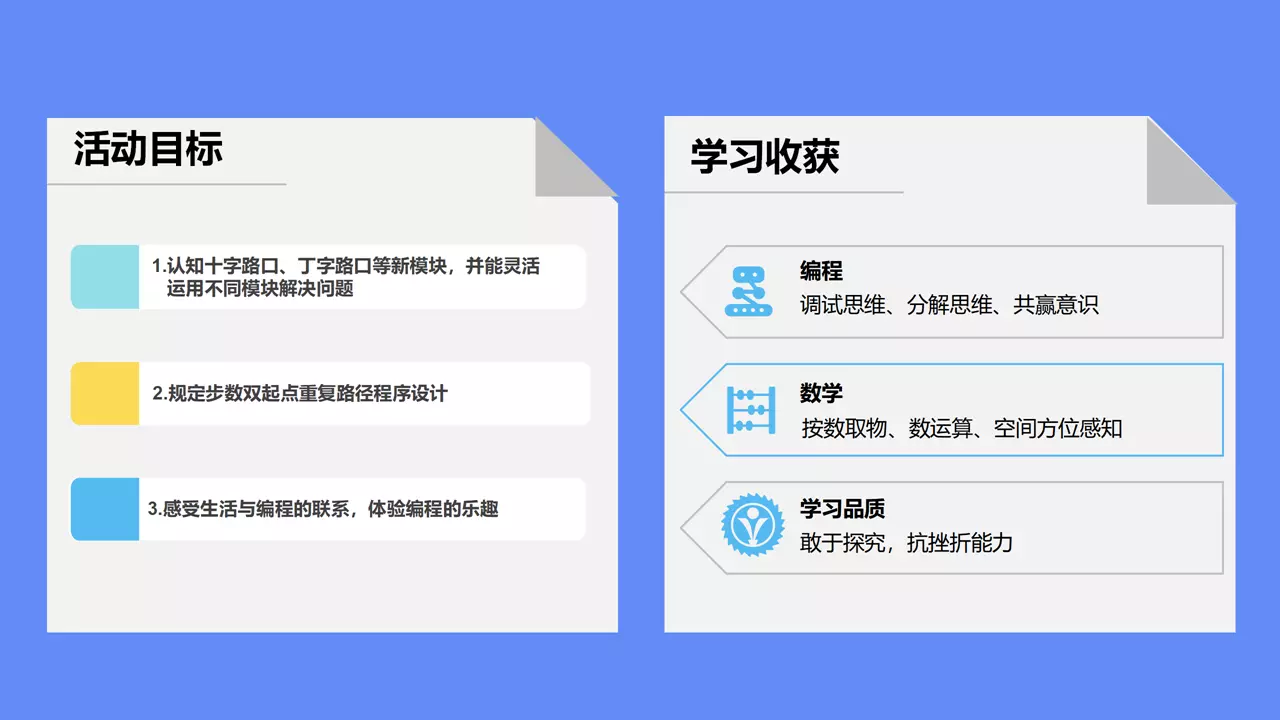 活动目标
1.认知十字路口、丁字路口等新模块，并能灵活
运用不同模块解决问题
2.规定步数双起点重复路径程序设计
3.感受生活与编程的联系，体验编程的乐趣
学习收获
编程
调试思维、分解思维、共赢意识
数学
按数取物、数运算、空间方位感知
学习品质
敢于探究，抗挫折能力